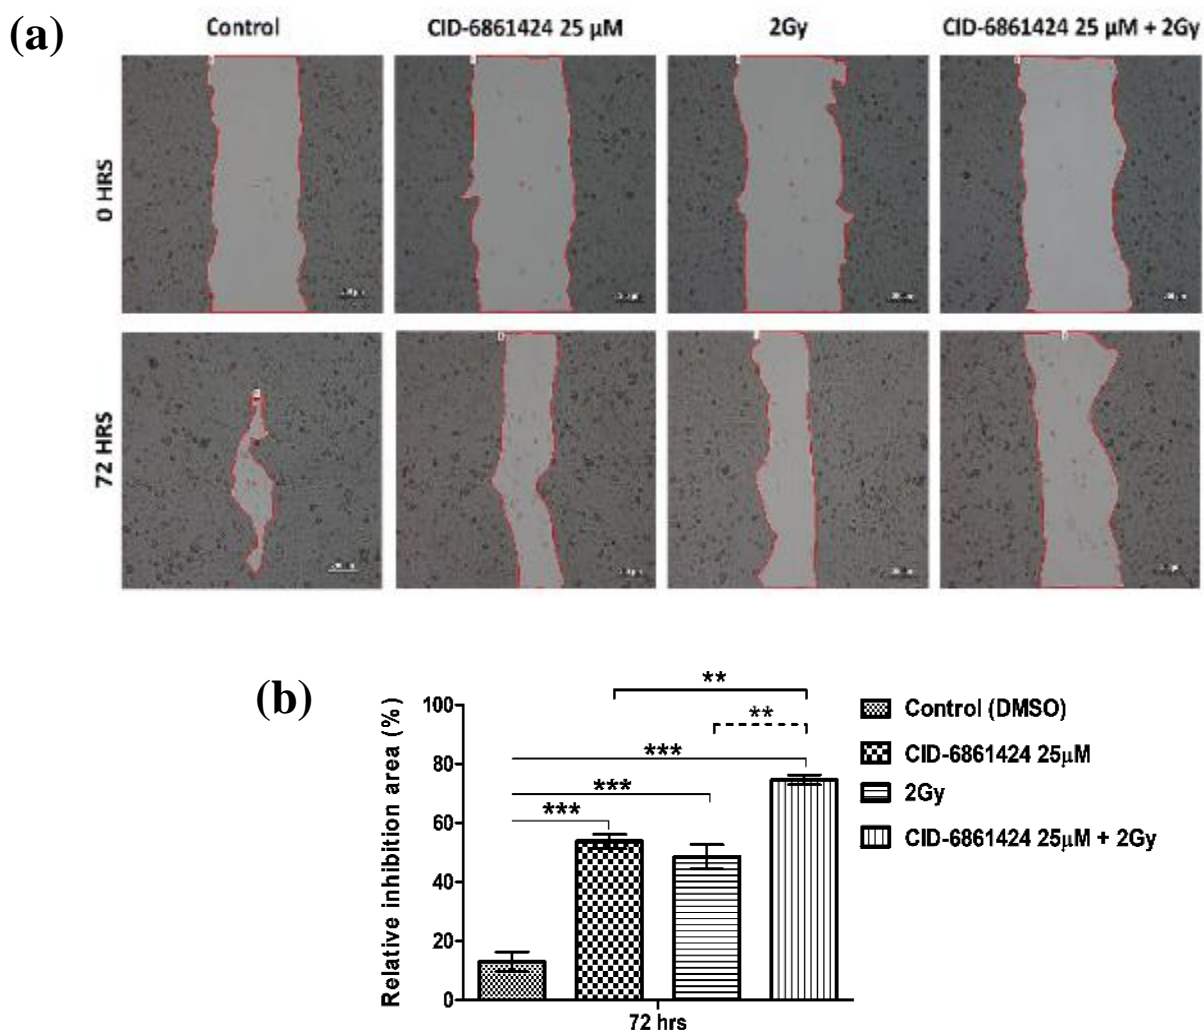 (a)
Control CID-6861424 25 μM 2Gy CID-6861424 25 μM + 2Gy
0 HRS
72 HRS
(b)
Relative inhibition area (%)
100
80
60
40
20
0
**
**
***
***
***
72 hrs
Control (DMSO)
CID-6861424 25μM
2Gy
CID-6861424 25μM + 2Gy